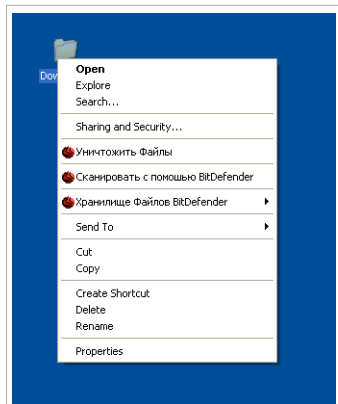 Open
Explore
Search...
Sharing and Security...
Уничтожить Файлы
Сканировать с помошью BitDefender
Хранилище Файлов BitDefender
Send To
Cut
Copy
Create Shortcut
Delete
Rename
Properties